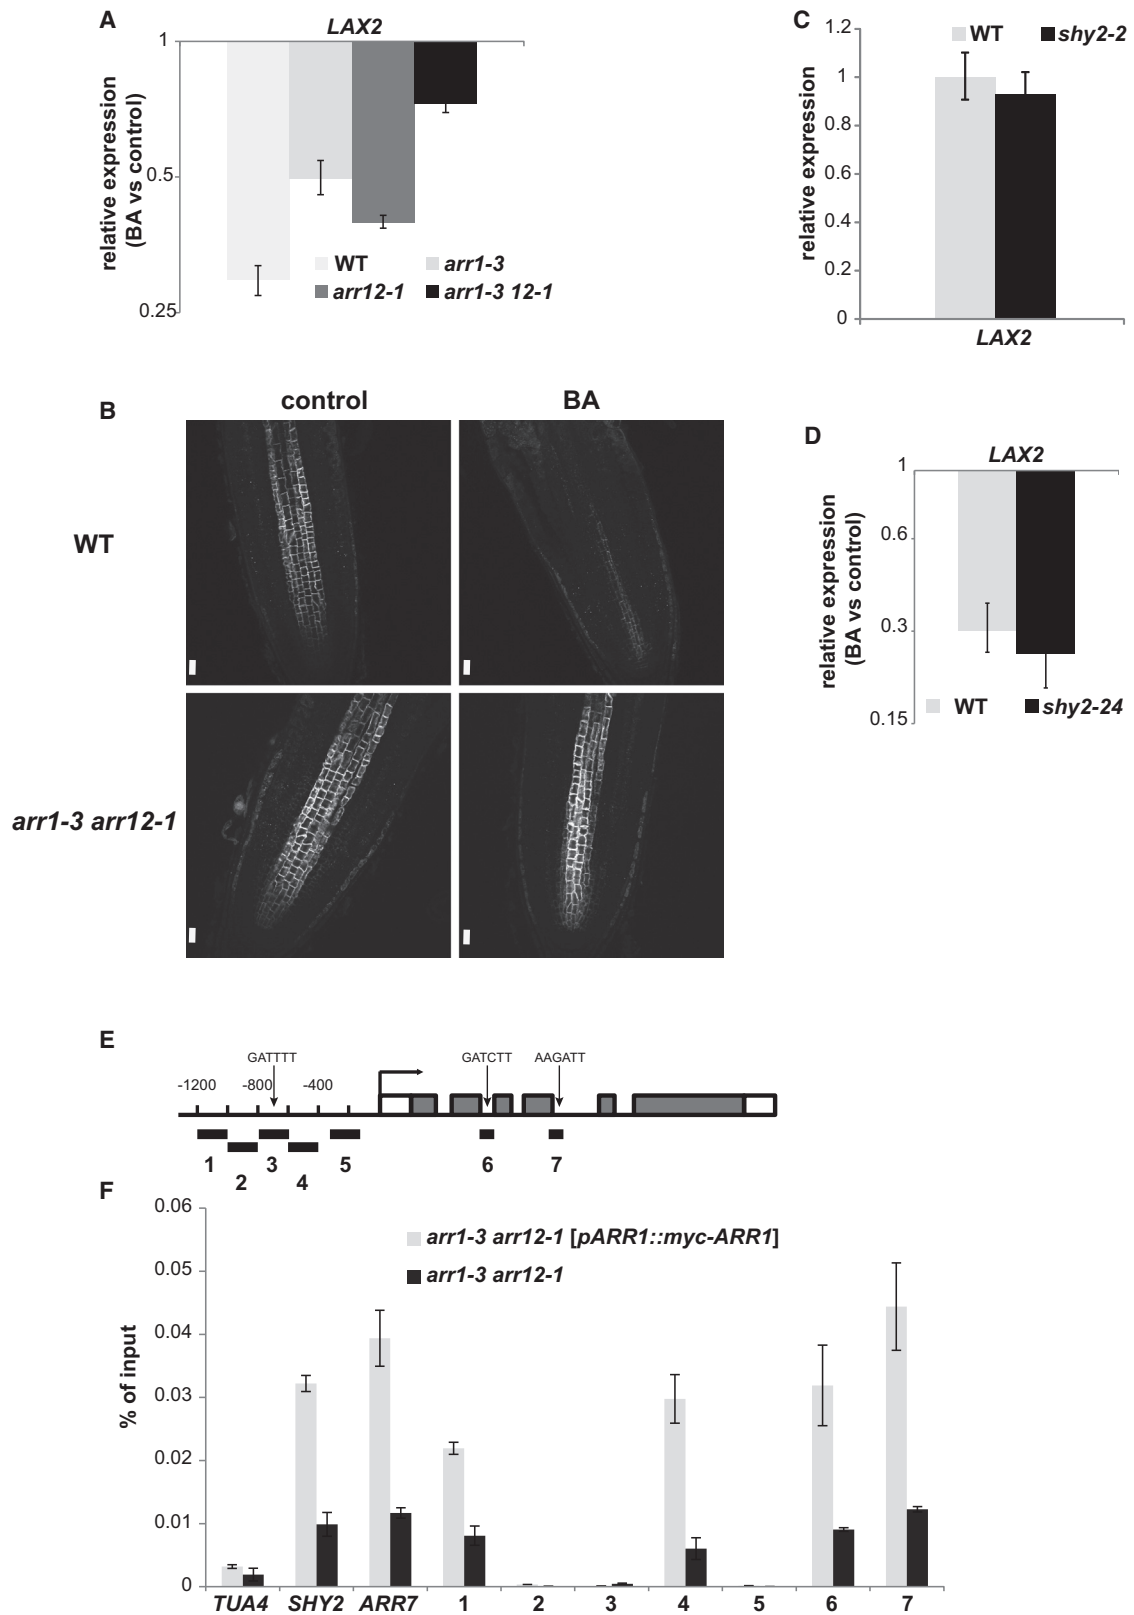 A
LAX2
1
0.5
0.25
relative expression
(BA vs control)
WT
arr1-3
arr12-1
arr1-3 12-1
C
1.2
1
0.8
0.6
0.4
0.2
0
relative expression
WT
shy2-2
LAX2
B
control
BA
WT
arr1-3 arr12-1
D
LAX2
1
0.6
0.3
0.15
relative expression
(BA vs control)
WT
shy2-24
E
GATTTT
GATCTT
AAGATT
-1200
-800
-400
1
2
3
4
5
6
7
F
0.06
0.05
0.04
0.03
0.02
0.01
0
% of input
arr1-3 arr12-1 [pARR1::myc-ARR1]
arr1-3 arr12-1
TUA4 SHY2 ARR7 1 2 3 4 5 6 7